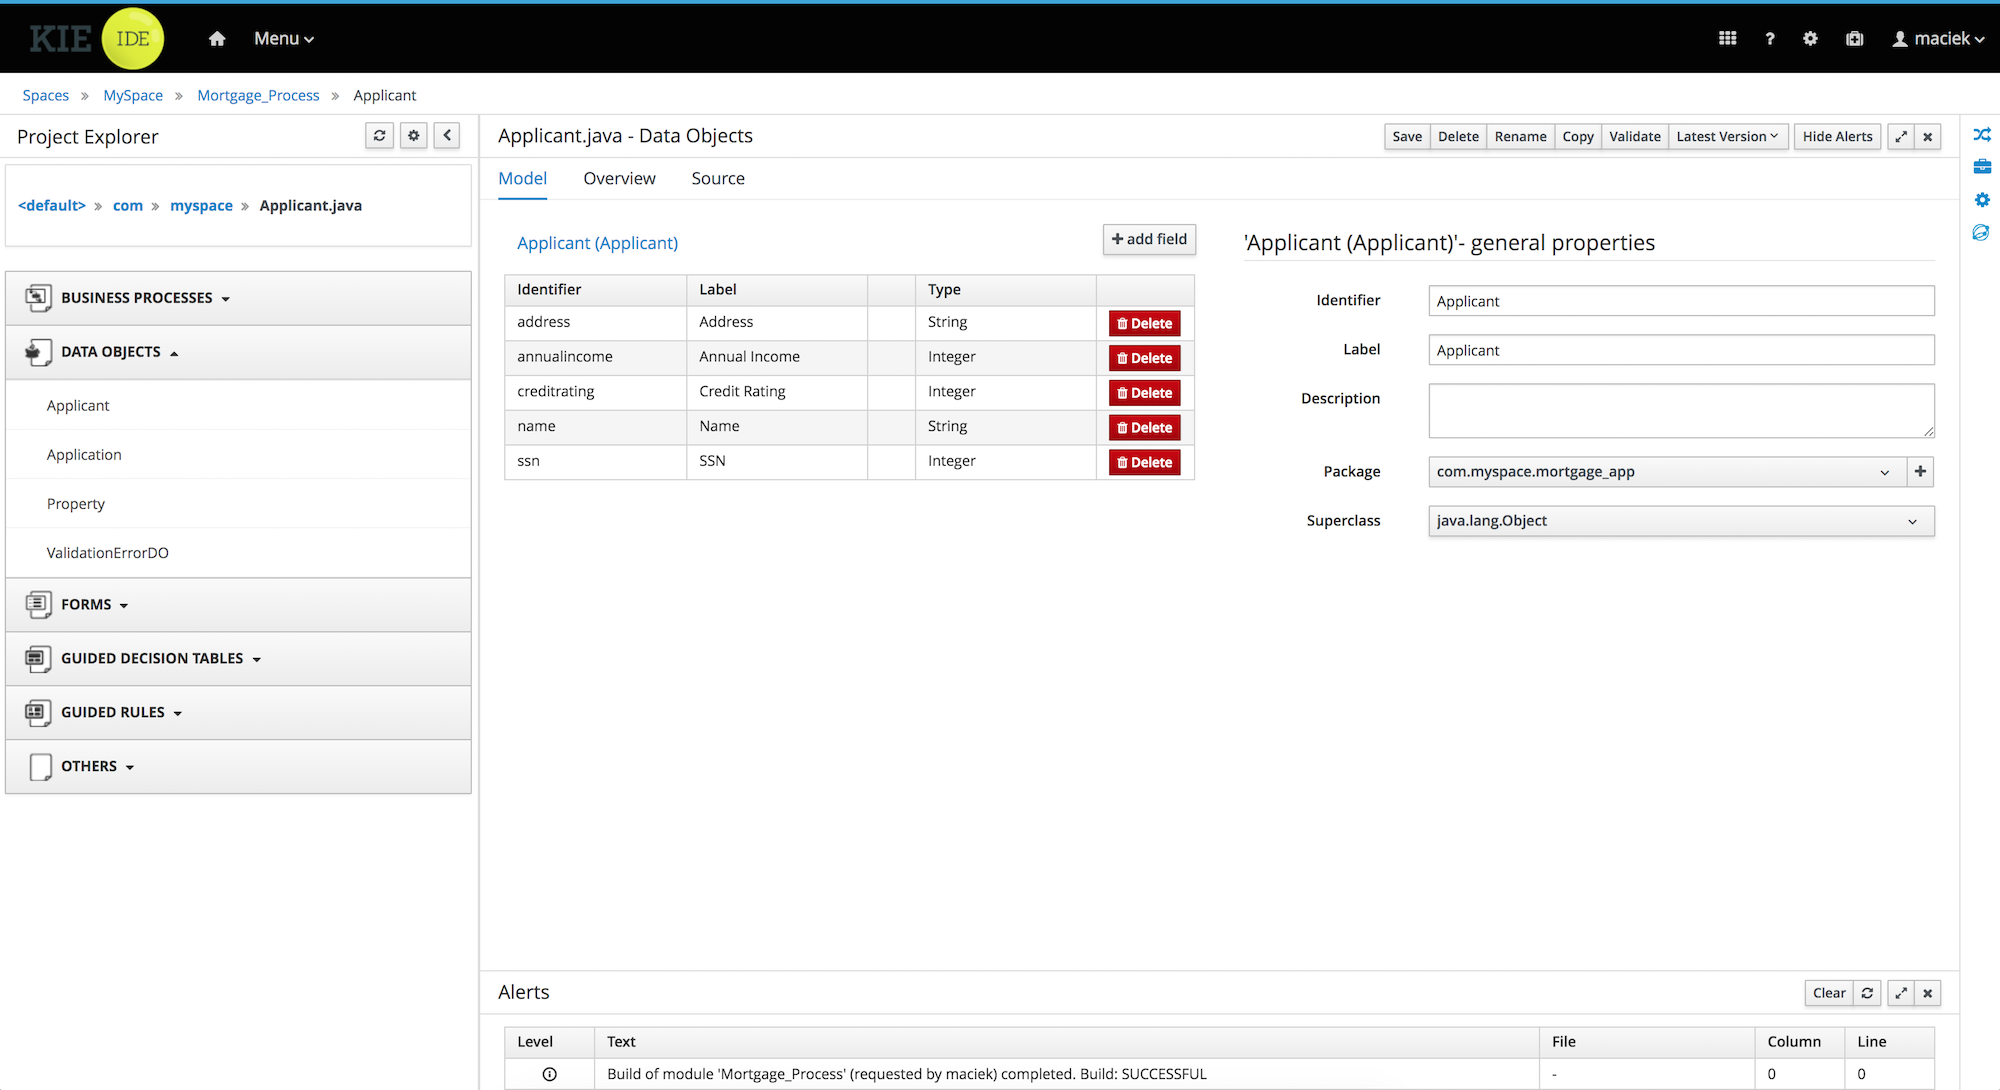 KIE IDE Menu ? maciek
Spaces » MySpace » Mortgage_Process » Applicant
Project Explorer
<default> » com » myspace » Applicant.java
BUSINESS PROCESSES
DATA OBJECTS
Applicant
Application
Property
ValidationErrorDO
FORMS
GUIDED DECISION TABLES
GUIDED RULES
OTHERS
Applicant.java - Data Objects
Save Delete Rename Copy Validate Latest Version Hide Alerts
Model Overview Source
Applicant (Applicant) + add field
Identifier Label Type
address Address String Delete
annualincome Annual Income Integer Delete
creditrating Credit Rating Integer Delete
name Name String Delete
ssn SSN Integer Delete
'Applicant (Applicant)'- general properties
Identifier Applicant
Label Applicant
Description
Package com.myspace.mortgage_app +
Superclass java.lang.Object
Alerts Clear
Level Text File Column Line
Build of module 'Mortgage_Process' (requested by maciek) completed. Build: SUCCESSFUL - 0 0